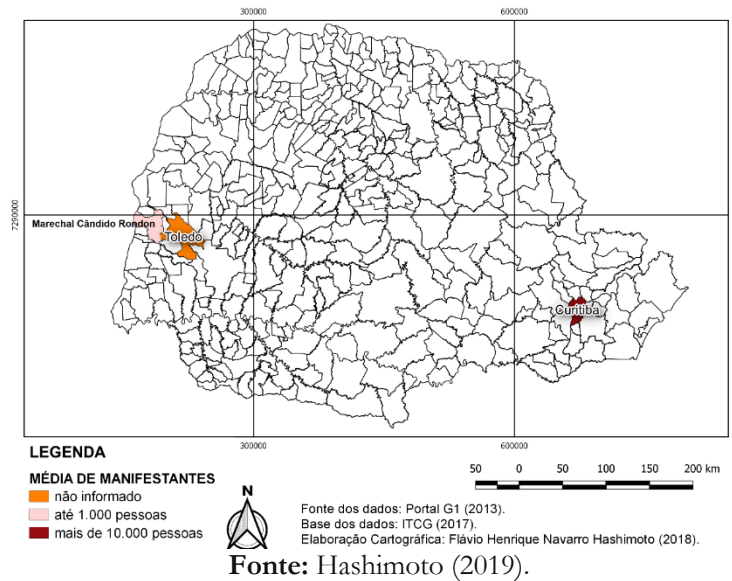 300000 600000
7290000
Marechal Cândido Rondon
Toledo
Curitiba
300000 600000
LEGENDA
MÉDIA DE MANIFESTANTES
não informado
até 1.000 pessoas
mais de 10.000 pessoas
N
50 0 50 100 150 200 km
Fonte dos dados: Portal G1 (2013).
Base dos dados: ITCG (2017).
Elaboração Cartográfica: Flávio Henrique Navarro Hashimoto (2018).
Fonte: Hashimoto (2019).